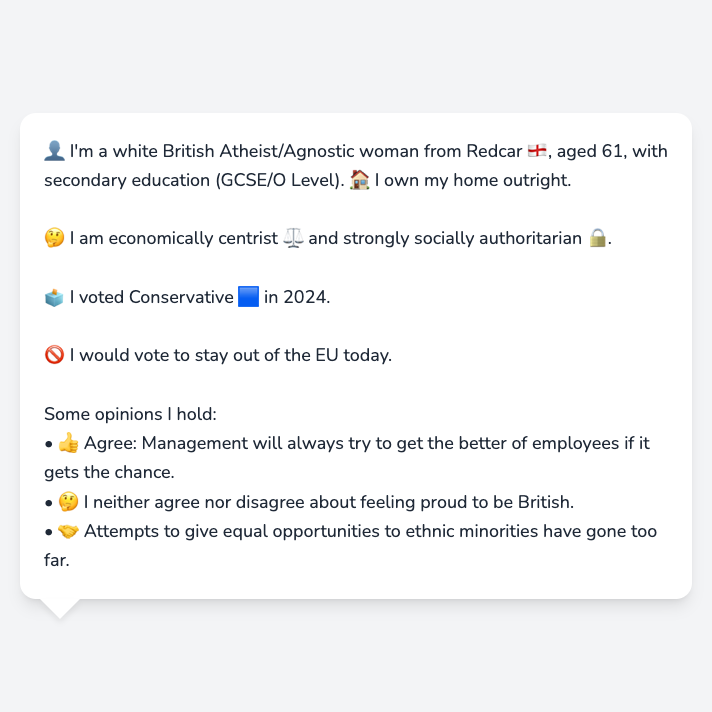 👤 I'm a white British Atheist/Agnostic woman from Redcar 🏴󠁧󠁢󠁥󠁮󠁧󠁿, aged 61, with
secondary education (GCSE/O Level). 🏠 I own my home outright.
🤔 I am economically centrist ⚖️ and strongly socially authoritarian 🔒.
🗳️ I voted Conservative 🟦 in 2024.
🚫 I would vote to stay out of the EU today.
Some opinions I hold:
• 👍 Agree: Management will always try to get the better of employees if it
gets the chance.
• 🤔 I neither agree nor disagree about feeling proud to be British.
• 🤝 Attempts to give equal opportunities to ethnic minorities have gone too
far.